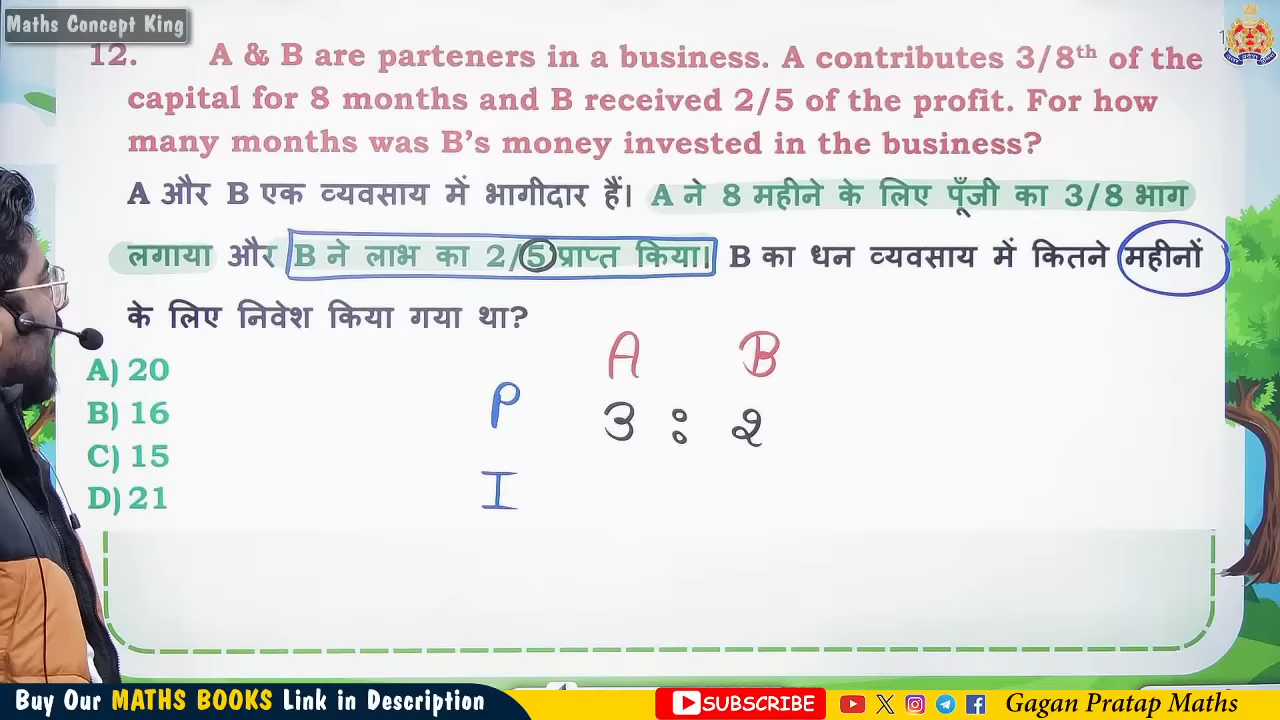 Maths Concept King
12. A & B are parteners in a business. A contributes 3/8th of the
capital for 8 months and B received 2/5 of the profit. For how
many months was B's money invested in the business?
A और B एक व्यवसाय में भागीदार हैं। A ने 8 महीने के लिए पूँजी का 3/8 भाग
लगाया और B ने लाभ का 2/5 प्राप्त किया। B का धन व्यवसाय में कितने महीनों
के लिए निवेश किया गया था?
A B
A) 20
P 3 : 2
B) 16
C) 15
I
D) 21
Buy Our MATHS BOOKS Link in Description SUBSCRIBE Gagan Pratap Maths